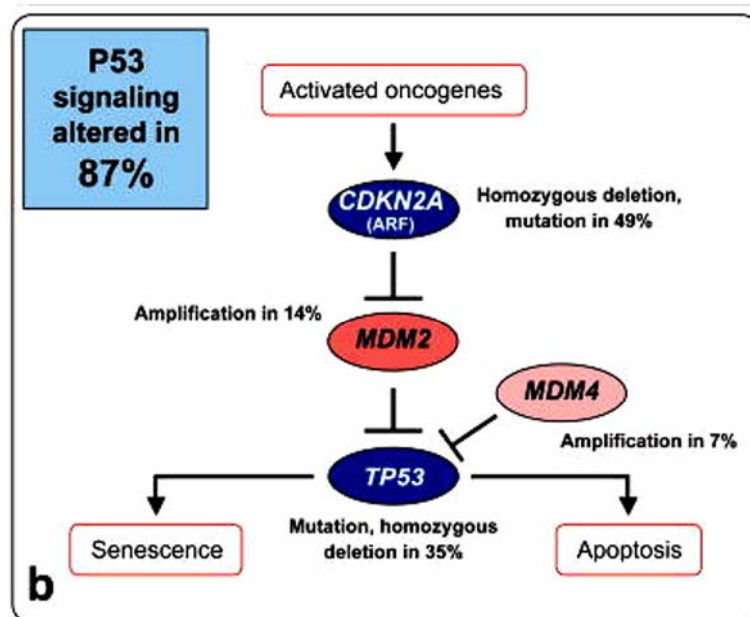 P53
signaling
altered in
87%
Activated oncogenes
CDKN2A
(ARF)
Homozygous deletion,
mutation in 49%
Amplification in 14%
MDM2
MDM4
Amplification in 7%
TP53
Mutation, homozygous
deletion in 35%
Senescence
Apoptosis
b